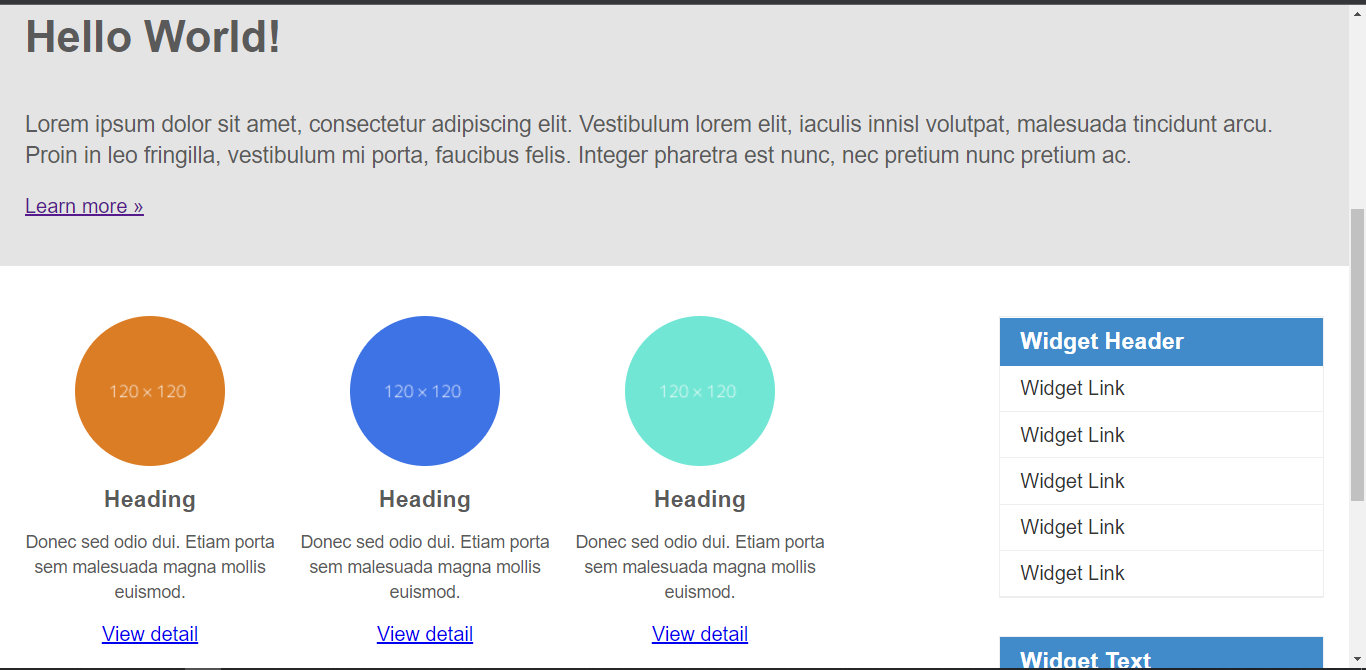 Hello World!
Lorem ipsum dolor sit amet, consectetur adipiscing elit. Vestibulum lorem elit, iaculis innisl volutpat, malesuada tincidunt arcu.
Proin in leo fringilla, vestibulum mi porta, faucibus felis. Integer pharetra est nunc, nec pretium nunc pretium ac.
Learn more »
120 × 120
Heading
Donec sed odio dui. Etiam porta
sem malesuada magna mollis
euismod.
View detail
120 × 120
Heading
Donec sed odio dui. Etiam porta
sem malesuada magna mollis
euismod.
View detail
120 × 120
Heading
Donec sed odio dui. Etiam porta
sem malesuada magna mollis
euismod.
View detail
Widget Header
Widget Link
Widget Link
Widget Link
Widget Link
Widget Link
Widget Text